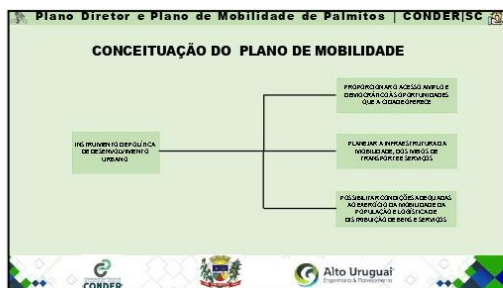 Plano Diretor e Plano de Mobilidade de Palmitos | CONDER|SC
CONCEITUAÇÃO DO PLANO DE MOBILIDADE
INSTRUMENTO DE POLÍTICA
DE DESENVOLVIMENTO
URBANO
PROPORCIONAR O ACESSO AMPLO E
DEMOCRÁTICO ÀS OPORTUNIDADES
QUE A CIDADE OFERECE
PLANEJAR A INFRAESTRUTURA DA
MOBILIDADE, DOS MEIOS DE
TRANSPORTE E SERVIÇOS
POSSIBILITAR CONDIÇÕES ADEQUADAS
AO EXERCÍCIO DA MOBILIDADE DA
POPULAÇÃO E LOGÍSTICA DE
DISTRIBUIÇÃO DE BENS E SERVIÇOS
CONDER
Alto Uruguai
Engenharia & Planejamento